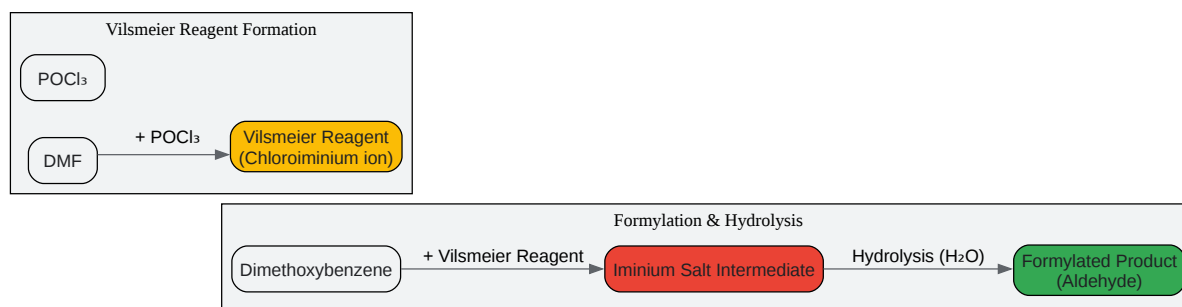 Vilsmeier Reagent Formation
POCl₃
DMF
+ POCl₃
Vilsmeier Reagent
(Chloroiminium ion)
Formylation & Hydrolysis
Dimethoxybenzene
+ Vilsmeier Reagent
Iminium Salt Intermediate
Hydrolysis (H₂O)
Formylated Product
(Aldehyde)